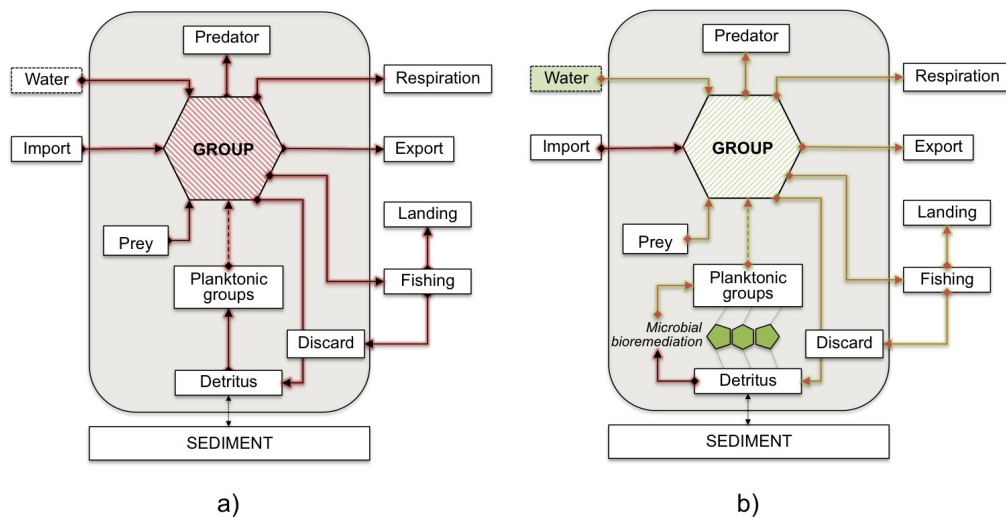 Predator
Water
Respiration
Import
GROUP
Export
Landing
Prey
Planktonic
groups
Fishing
Discard
Detritus
SEDIMENT
a)
Predator
Water
Respiration
Import
GROUP
Export
Landing
Prey
Planktonic
groups
Fishing
Microbial
bioremediation
Discard
Detritus
SEDIMENT
b)